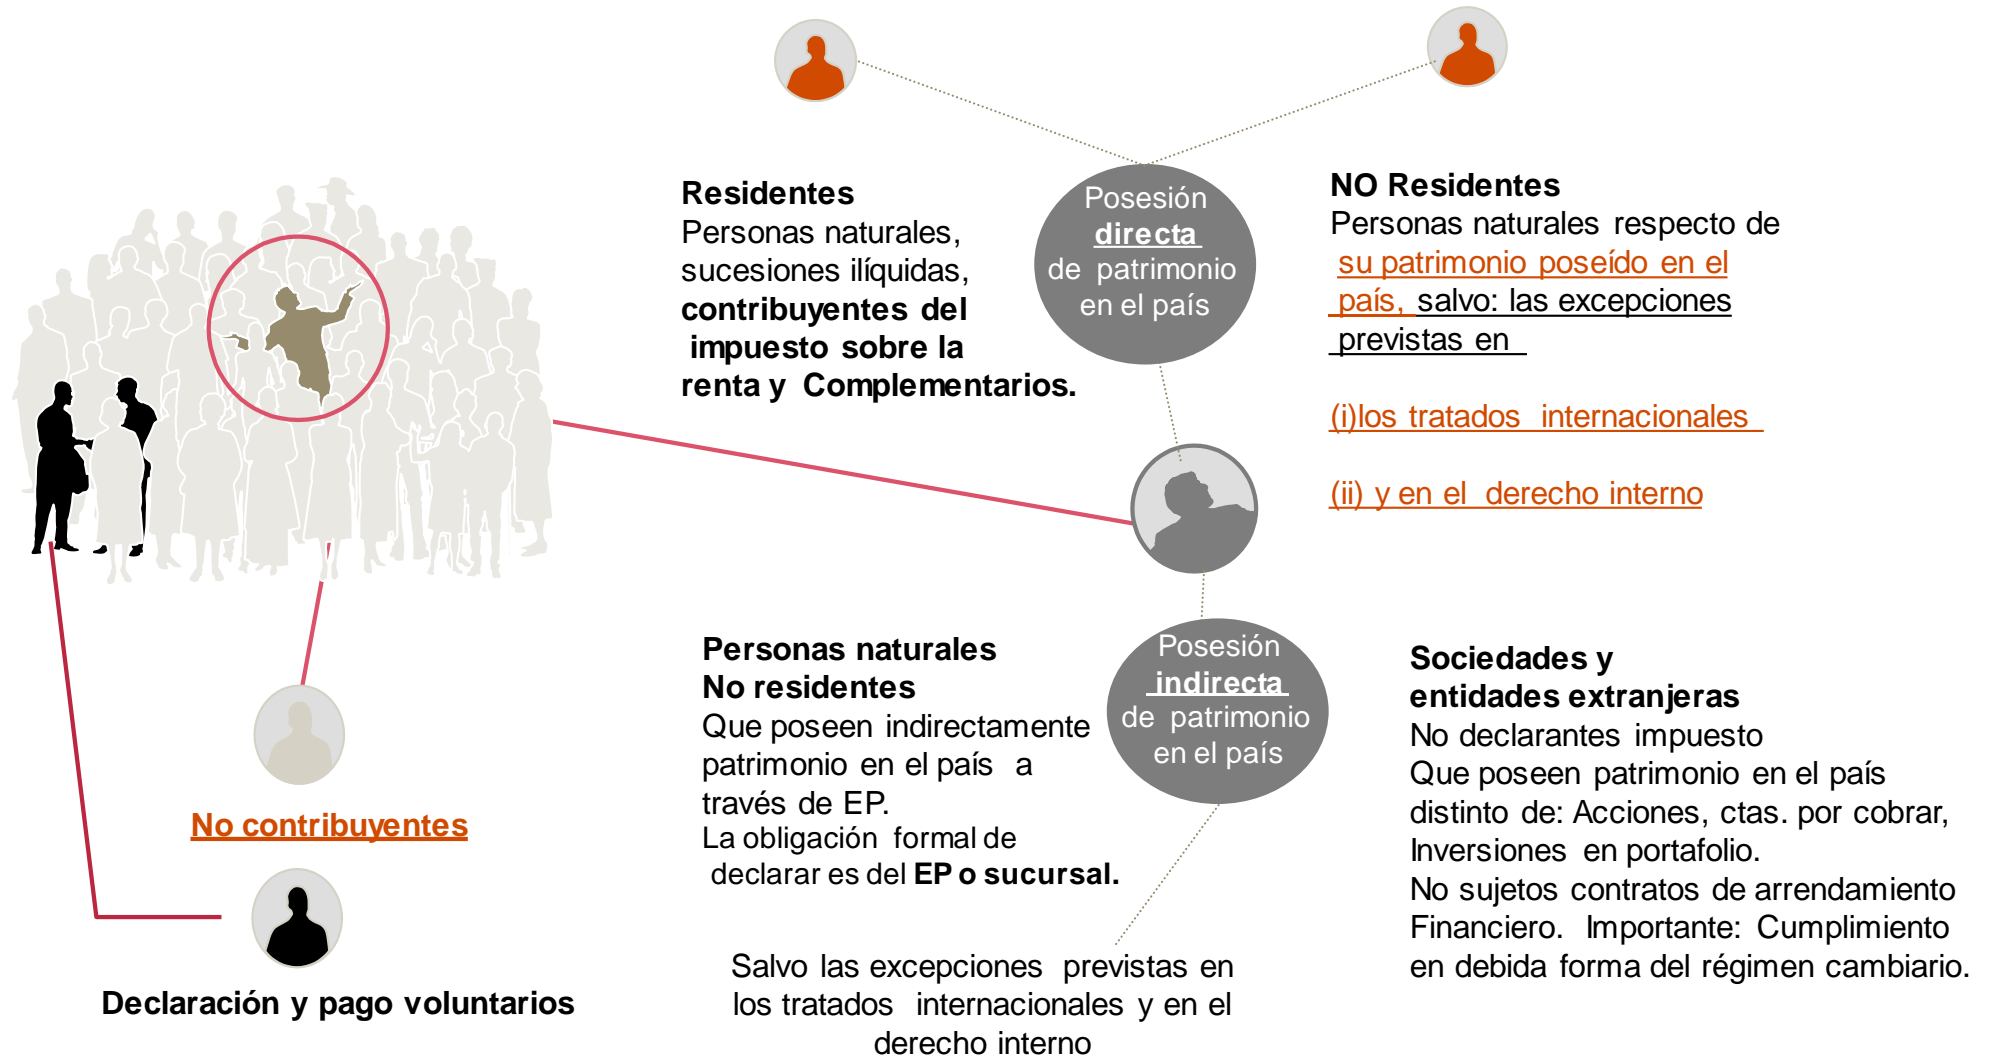 Residentes
Personas naturales,
sucesiones ilíquidas,
contribuyentes del
impuesto sobre la
renta y Complementarios.
Posesión
directa
de patrimonio
en el país
NO Residentes
Personas naturales respecto de
su patrimonio poseído en el
país, salvo: las excepciones
previstas en
(i)los tratados internacionales
(ii) y en el derecho interno
Personas naturales
No residentes
Que poseen indirectamente
patrimonio en el país a
través de EP.
La obligación formal de
declarar es del EP o sucursal.
Posesión
indirecta
de patrimonio
en el país
Salvo las excepciones previstas en
los tratados internacionales y en el
derecho interno
Sociedades y
entidades extranjeras
No declarantes impuesto
Que poseen patrimonio en el país
distinto de: Acciones, ctas. por cobrar,
Inversiones en portafolio.
No sujetos contratos de arrendamiento
Financiero. Importante: Cumplimiento
en debida forma del régimen cambiario.
No contribuyentes
Declaración y pago voluntarios